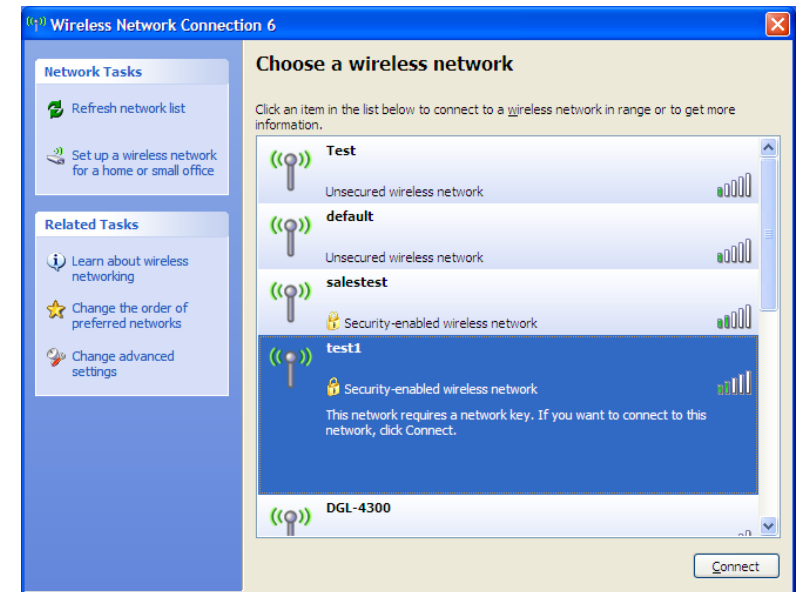 Wireless Network Connection 6
Network Tasks
Refresh network list
Set up a wireless network
for a home or small office
Related Tasks
Learn about wireless
networking
Change the order of
preferred networks
Change advanced
settings
Choose a wireless network
Click an item in the list below to connect to a wireless network in range or to get more
information.
Test
Unsecured wireless network
default
Unsecured wireless network
salestest
Security-enabled wireless network
test1
Security-enabled wireless network
This network requires a network key. If you want to connect to this
network, click Connect.
DGL-4300
Connect